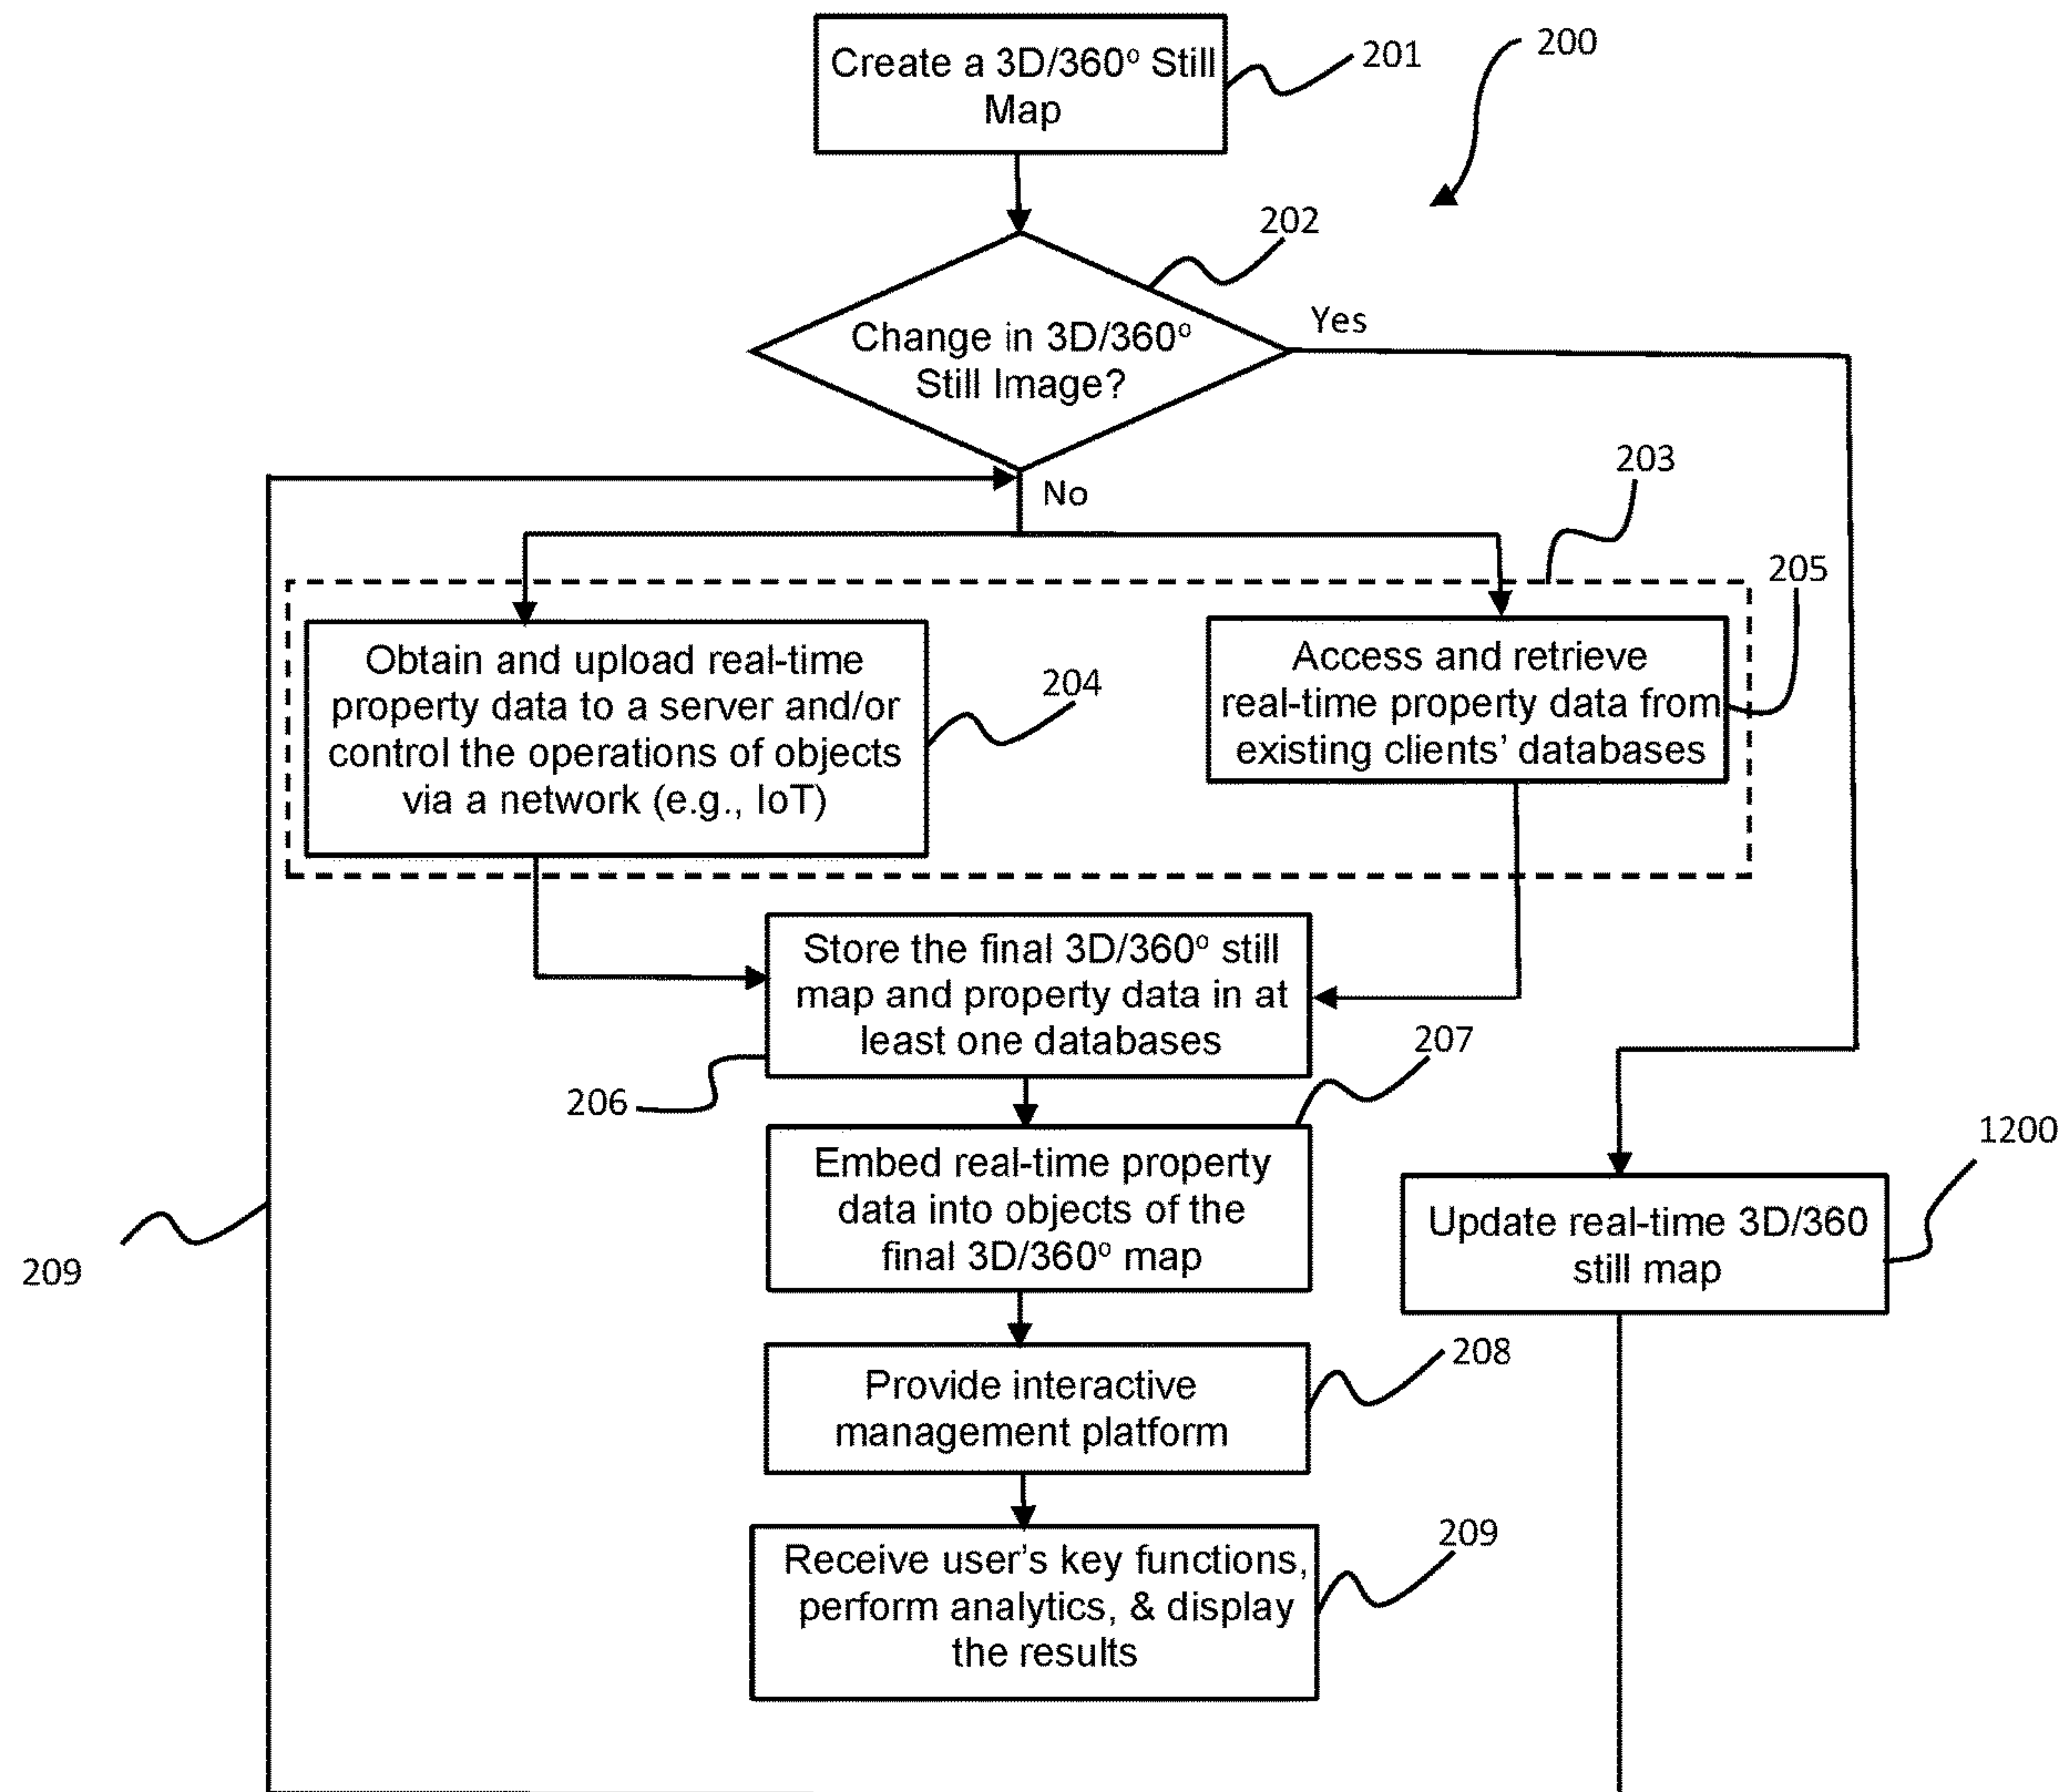 Create a 3D/360° Still
Map
201
200
202
Change in 3D/360°
Still Image?
Yes
No
203
205
Obtain and upload real-time
property data to a server and/or
control the operations of objects
via a network (e.g., IoT)
204
Access and retrieve
real-time property data from
existing clients’ databases
Store the final 3D/360° still
map and property data in at
least one databases
206
207
Embed real-time property
data into objects of the
final 3D/360° map
1200
Update real-time 3D/360
still map
209
Provide interactive
management platform
208
Receive user’s key functions,
perform analytics, & display
the results
209